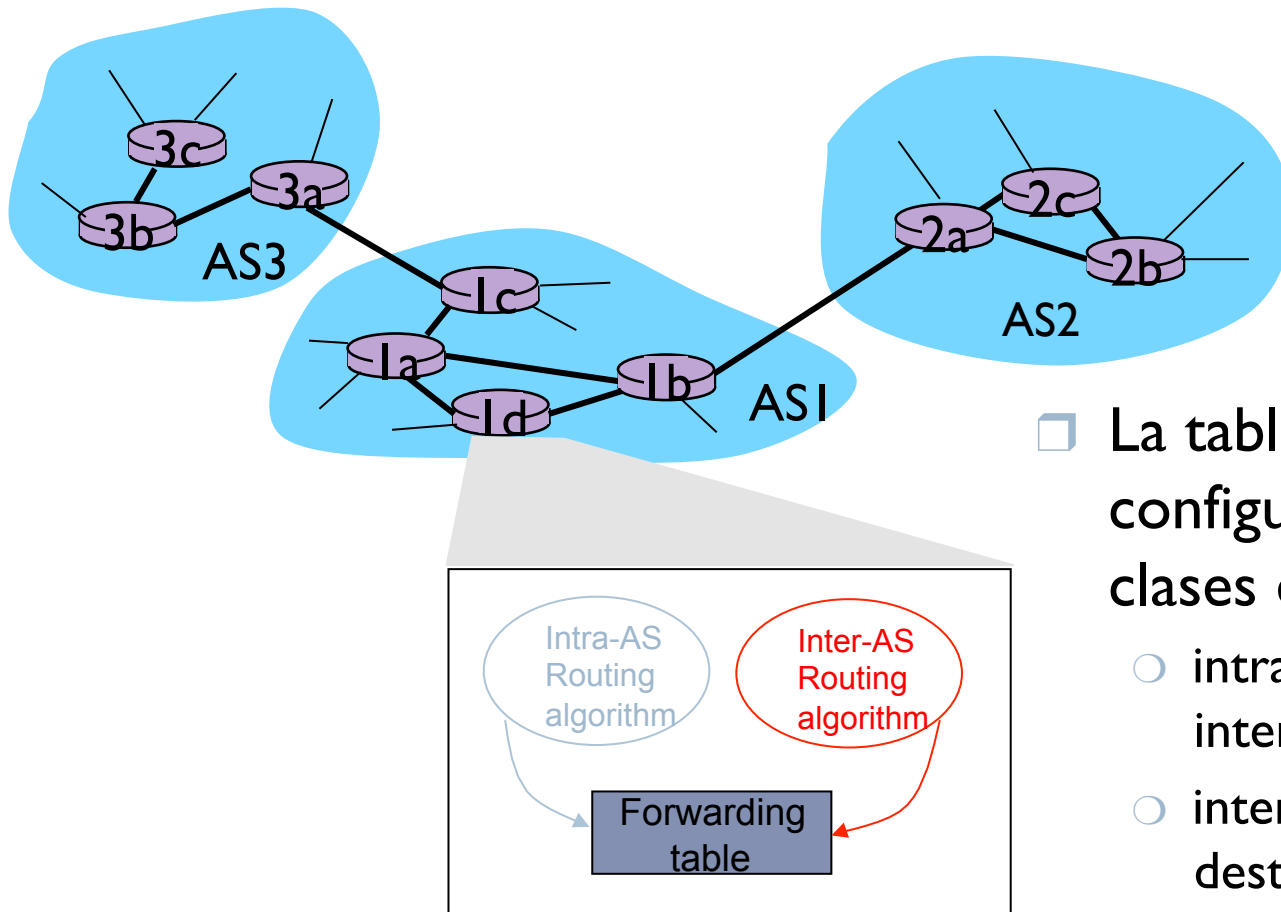 3c
3a
3b
AS3
2c
2a
2b
AS2
1c
1a
1b
1d
AS1
La
configu
clases
intra
inter
inter
dest
Intra-AS
Routing
algorithm
Inter-AS
Routing
algorithm
Forwarding
table